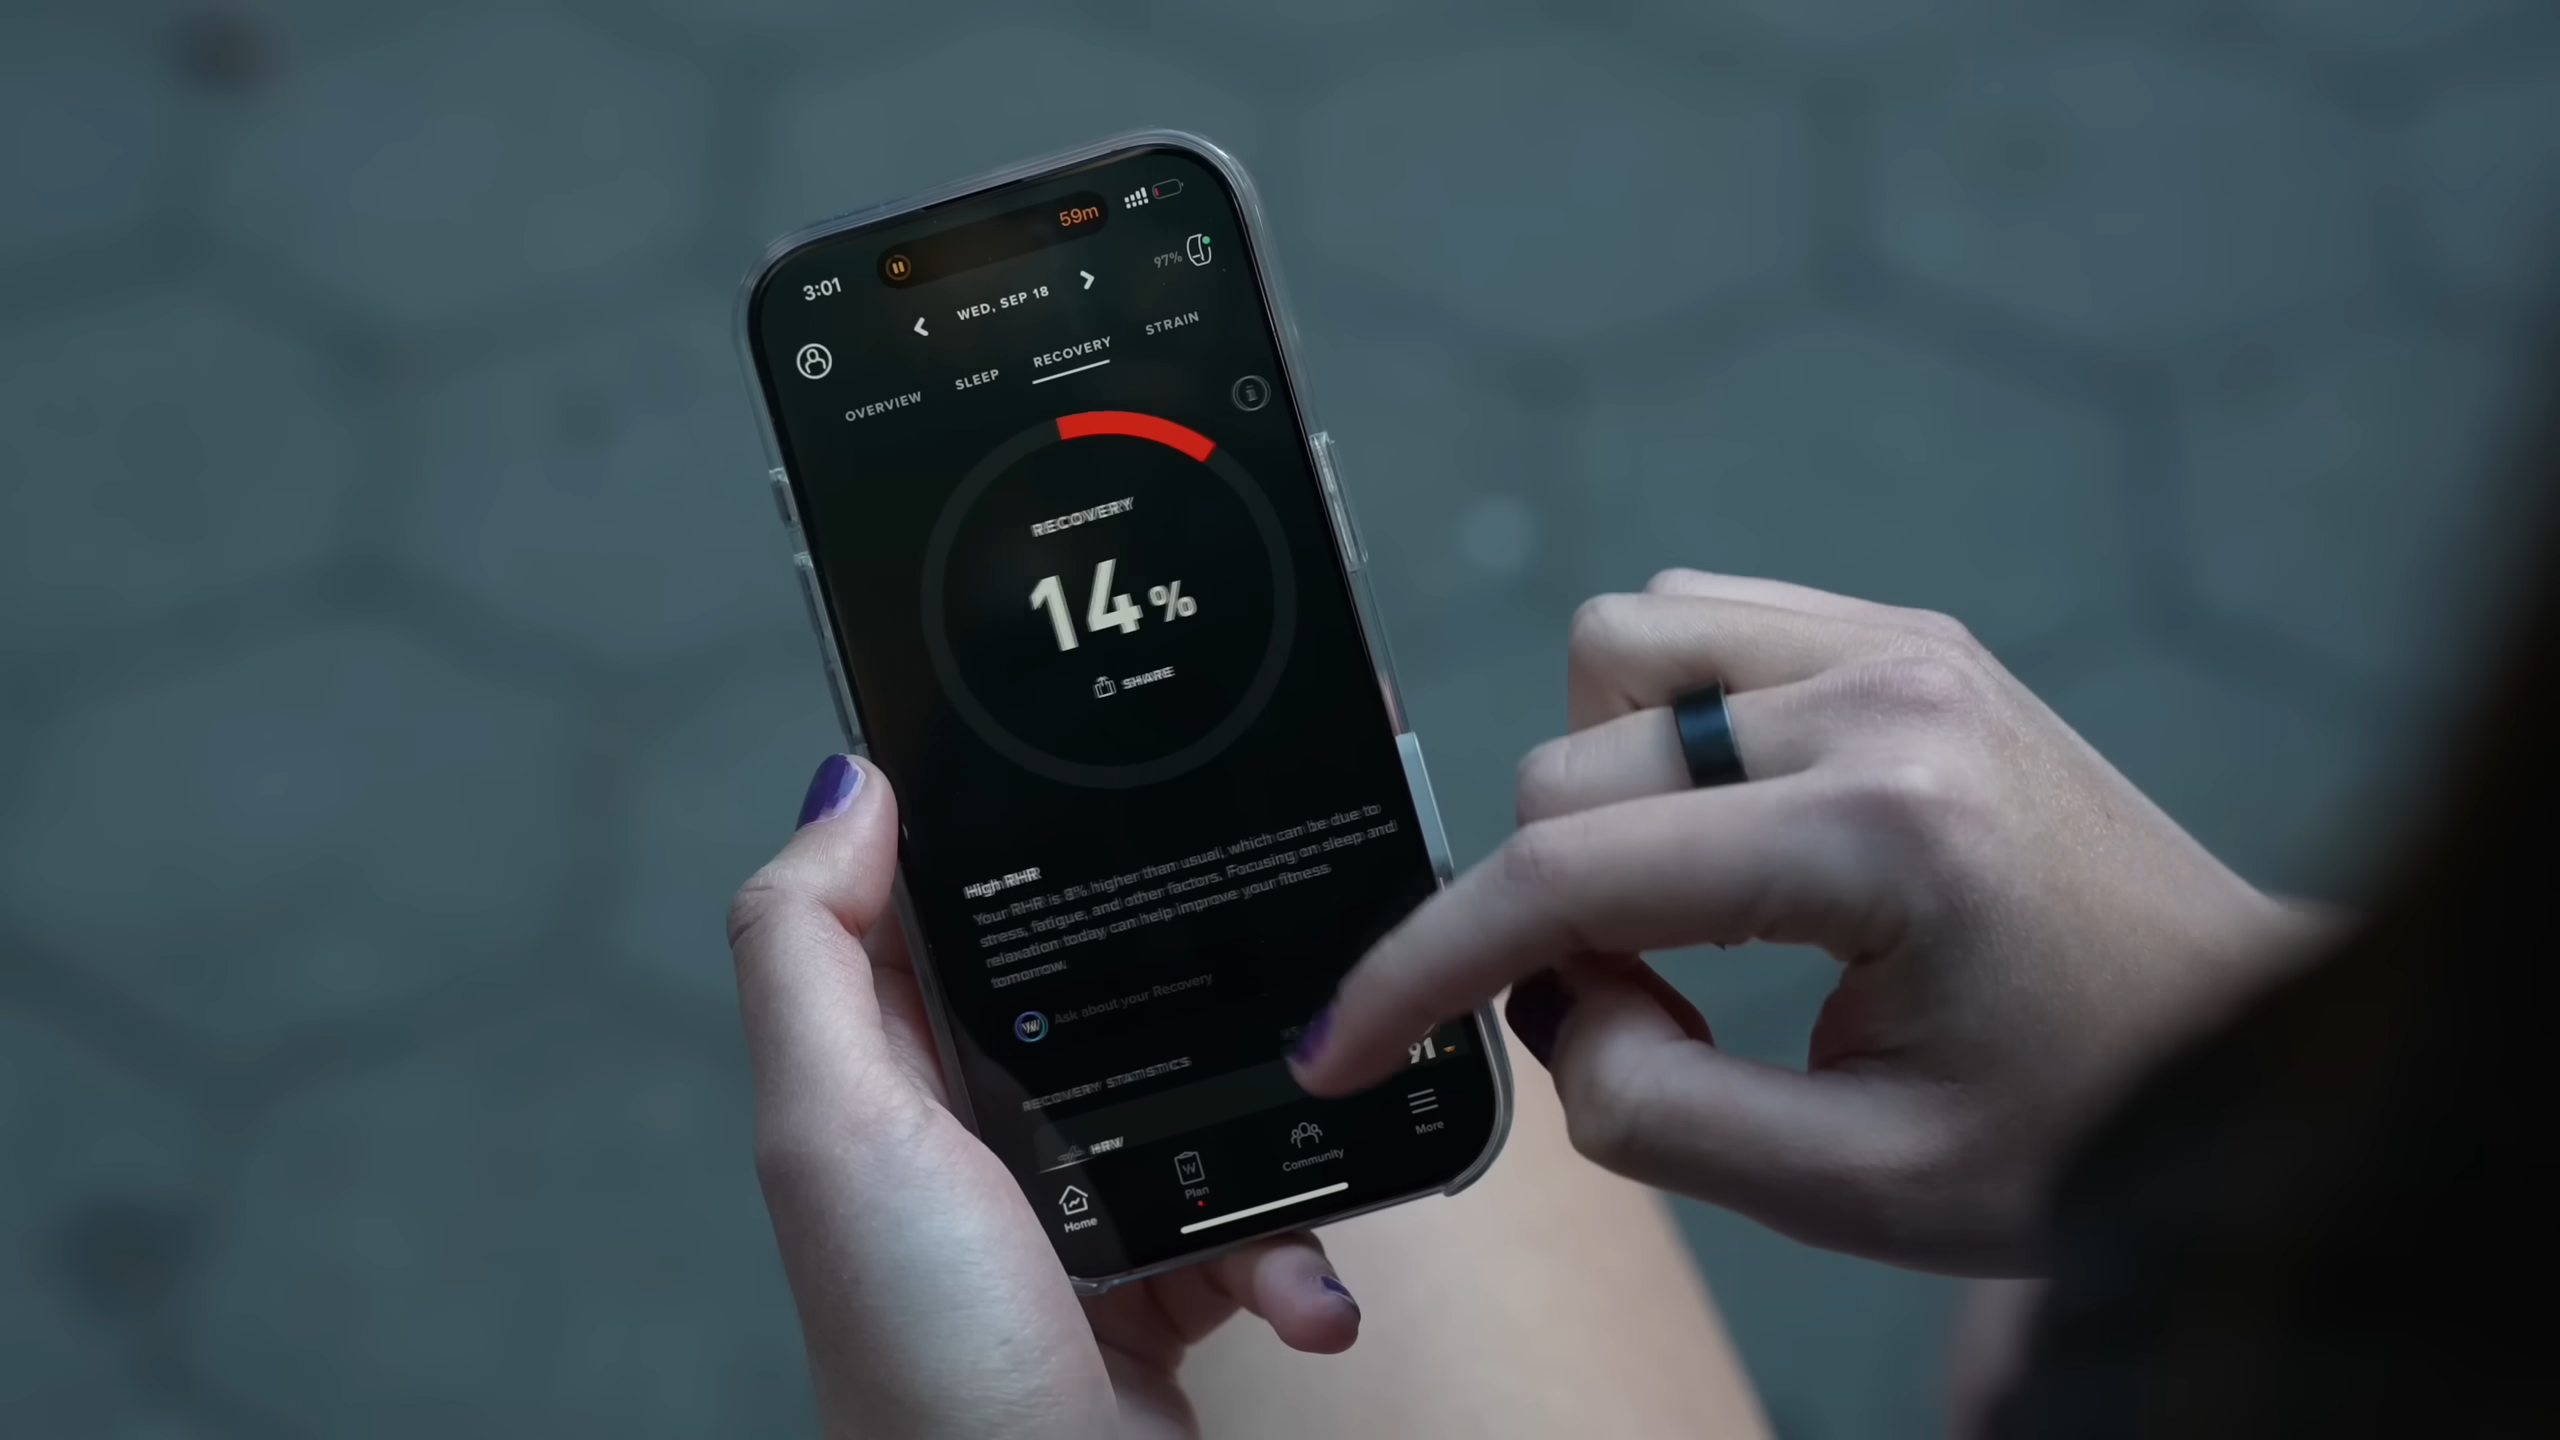 3:01
59m
WED, SEP 18
97%
OVERVIEW
SLEEP
RECOVERY
STRAIN
RECOVERY
14%
SHARE
High RHR
Your RHR is 8% higher than usual, which can be due to
stress, fatigue, and other factors. Focusing on sleep and
relaxation today can help improve your fitness
tomorrow.
W Ask about your Recovery
RECOVERY STATISTICS
91
HRV
Home
W
Plan
Community
More